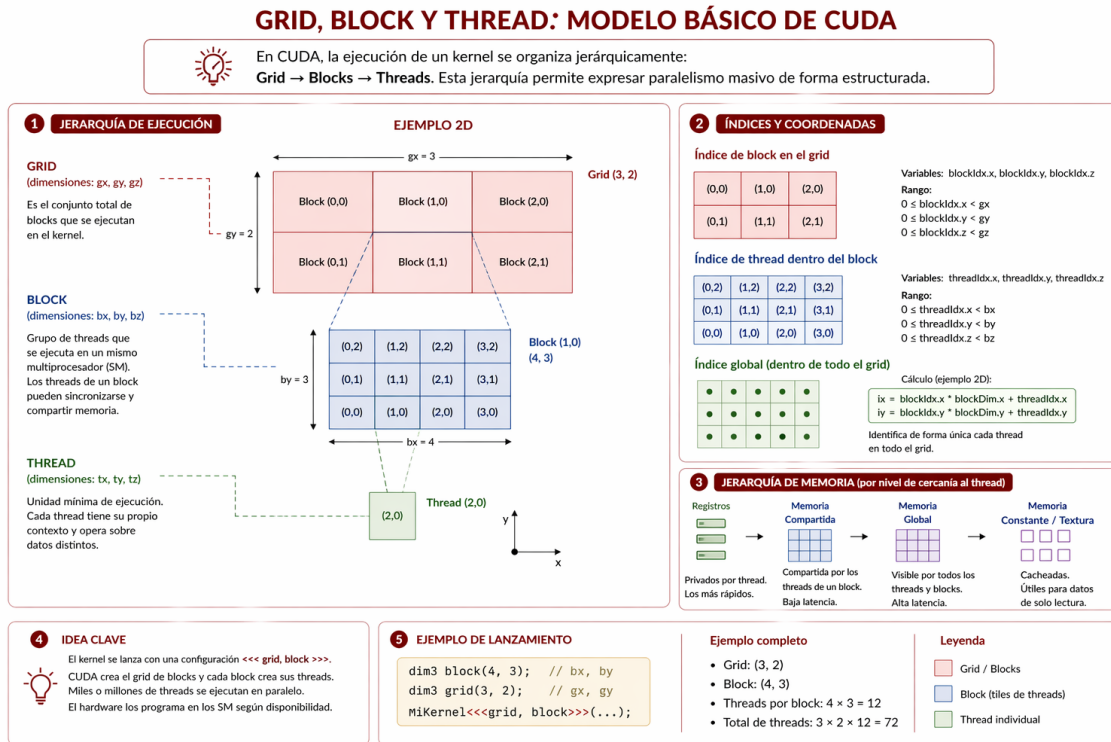 GRID, BLOCK Y THREAD: MODELO BÁSICO DE CUDA
En CUDA, la ejecución de un kernel se organiza jerárquicamente:
Grid → Blocks → Threads. Esta jerarquía permite expresar paralelismo masivo de forma estructurada.
1 JERARQUÍA DE EJECUCIÓN
EJEMPLO 2D
GRID
(dimensiones: gx, gy, gz)
Es el conjunto total de
blocks que se ejecutan
en el kernel.
gx = 3
Grid (3, 2)
gy = 2
Block (0,0) Block (1,0) Block (2,0)
Block (0,1) Block (1,1) Block (2,1)
BLOCK
(dimensiones: bx, by, bz)
Grupo de threads que
se ejecuta en un mismo
multiprocesador (SM).
Los threads de un block
pueden sincronizarse y
compartir memoria.
Block (1,0)
(4, 3)
by = 3
(0,2) (1,2) (2,2) (3,2)
(0,1) (1,1) (2,1) (3,1)
(0,0) (1,0) (2,0) (3,0)
bx = 4
THREAD
(dimensiones: tx, ty, tz)
Unidad mínima de ejecución.
Cada thread tiene su propio
contexto y opera sobre
datos distintos.
(2,0)
Thread (2,0)
y
x
2 ÍNDICES Y COORDENADAS
Índice de block en el grid
(0,0) (1,0) (2,0)
(0,1) (1,1) (2,1)
Variables: blockIdx.x, blockIdx.y, blockIdx.z
Rango:
0 ≤ blockIdx.x < gx
0 ≤ blockIdx.y < gy
0 ≤ blockIdx.z < gz
Índice de thread dentro del block
(0,2) (1,2) (2,2) (3,2)
(0,1) (1,1) (2,1) (3,1)
(0,0) (1,0) (2,0) (3,0)
Variables: threadIdx.x, threadIdx.y, threadIdx.z
Rango:
0 ≤ threadIdx.x < bx
0 ≤ threadIdx.y < by
0 ≤ threadIdx.z < bz
Índice global (dentro de todo el grid)
Cálculo (ejemplo 2D):
ix = blockIdx.x * blockDim.x + threadIdx.x
iy = blockIdx.y * blockDim.y + threadIdx.y
Identifica de forma única cada thread
en todo el grid.
3 JERARQUÍA DE MEMORIA (por nivel de cercanía al thread)
Registros
Privados por thread.
Los más rápidos.
Memoria
Compartida
Compartida por los
threads de un block.
Baja latencia.
Memoria
Global
Visible por todos los
threads y blocks.
Alta latencia.
Memoria
Constante / Textura
Cacheadas.
Útiles para datos
de solo lectura.
4 IDEA CLAVE
El kernel se lanza con una configuración <<< grid, block >>>.
CUDA crea el grid de blocks y cada block crea sus threads.
Miles o millones de threads se ejecutan en paralelo.
El hardware los programa en los SM según disponibilidad.
5 EJEMPLO DE LANZAMIENTO
dim3 block(4, 3); // bx, by
dim3 grid(3, 2); // gx, gy
MiKernel<<<grid, block>>>(...);
Ejemplo completo
• Grid: (3, 2)
• Block: (4, 3)
• Threads por block: 4 × 3 = 12
• Total de threads: 3 × 2 × 12 = 72
Leyenda
Grid / Blocks
Block (tiles de threads)
Thread individual